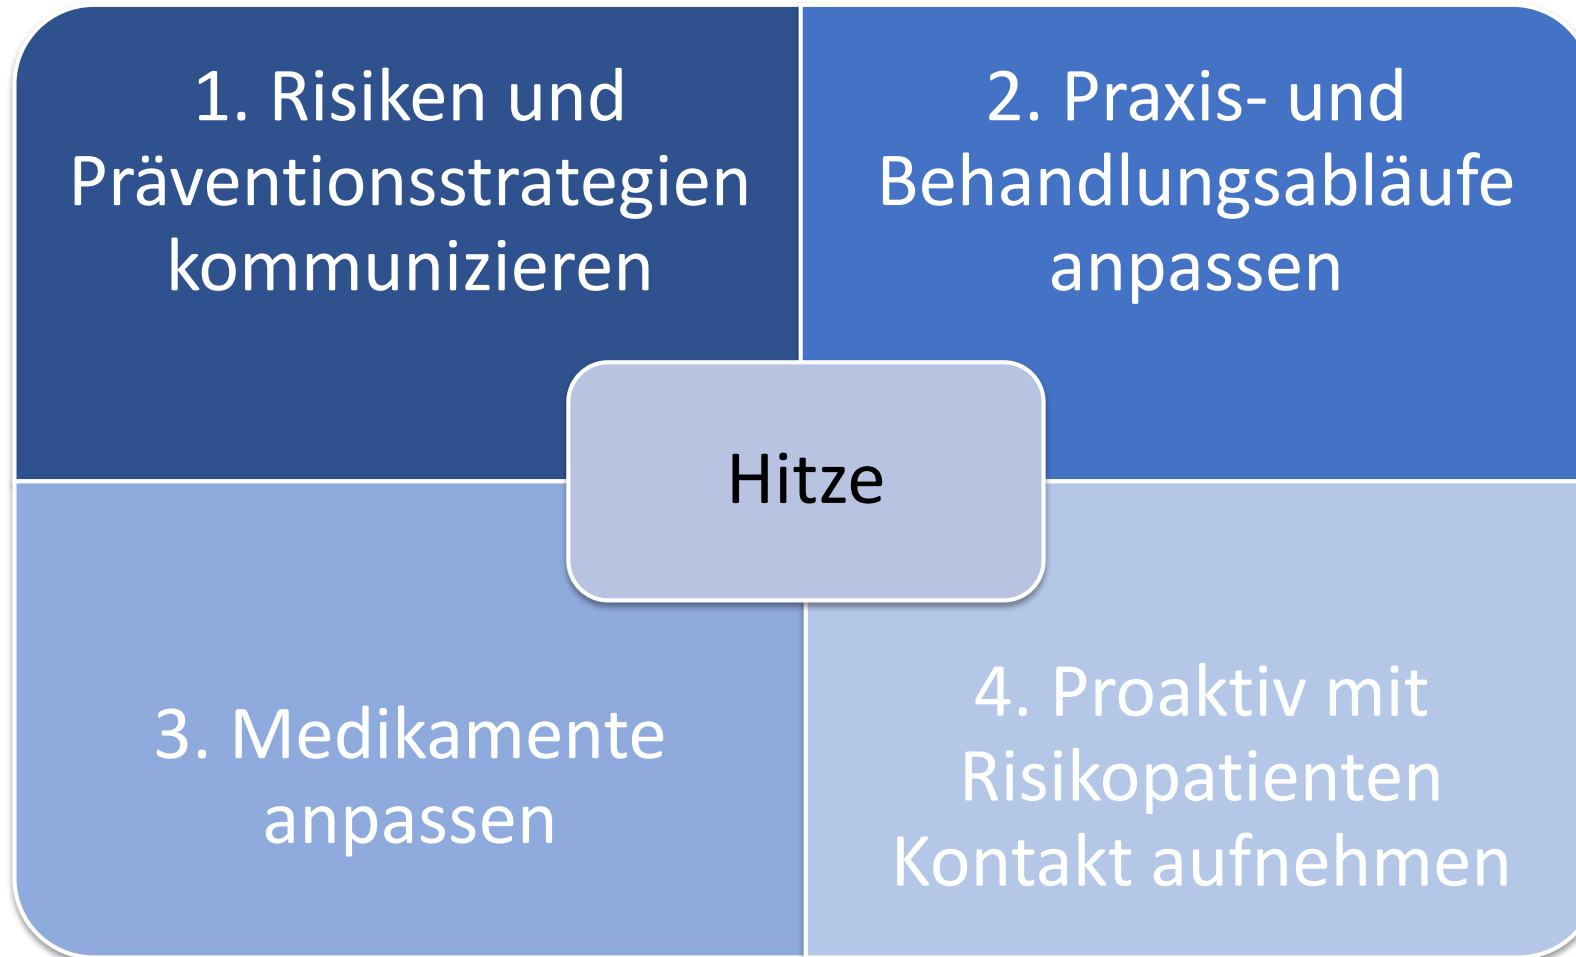 1. Risiken und
Präventionsstrategien
kommunizieren
2. Praxis- und
Behandlungsabläufe
anpassen
Hitze
3. Medikamente
anpassen
4. Proaktiv mit
Risikopatienten
Kontakt aufnehmen